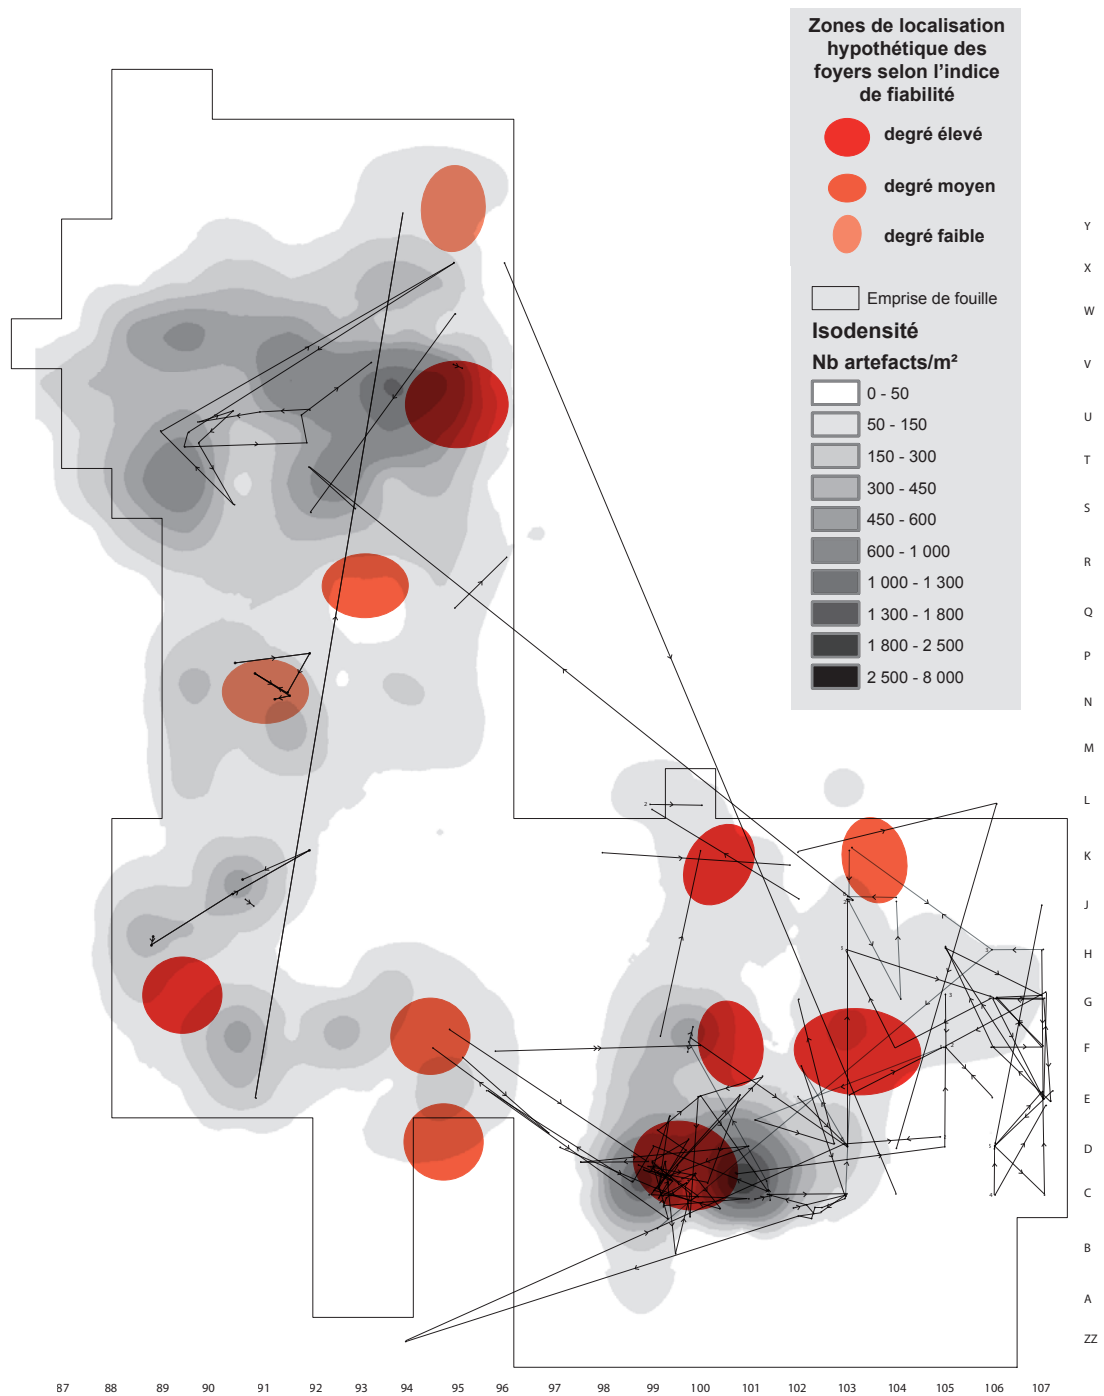 Zones de localisation
hypothétique des
foyers selon l'indice
de fiabilité
degré élevé
degré moyen
degré faible
Emprise de fouille
Isodensité
Nb artefacts/m²
0 - 50
50 - 150
150 - 300
300 - 450
450 - 600
600 - 1 000
1 000 - 1 300
1 300 - 1 800
1 800 - 2 500
2 500 - 8 000
Y
X
W
V
U
T
S
R
Q
P
N
M
L
K
J
H
G
F
E
D
C
B
A
ZZ
87 88 89 90 91 92 93 94 95 96 97 98 99 100 101 102 103 104 105 106 107